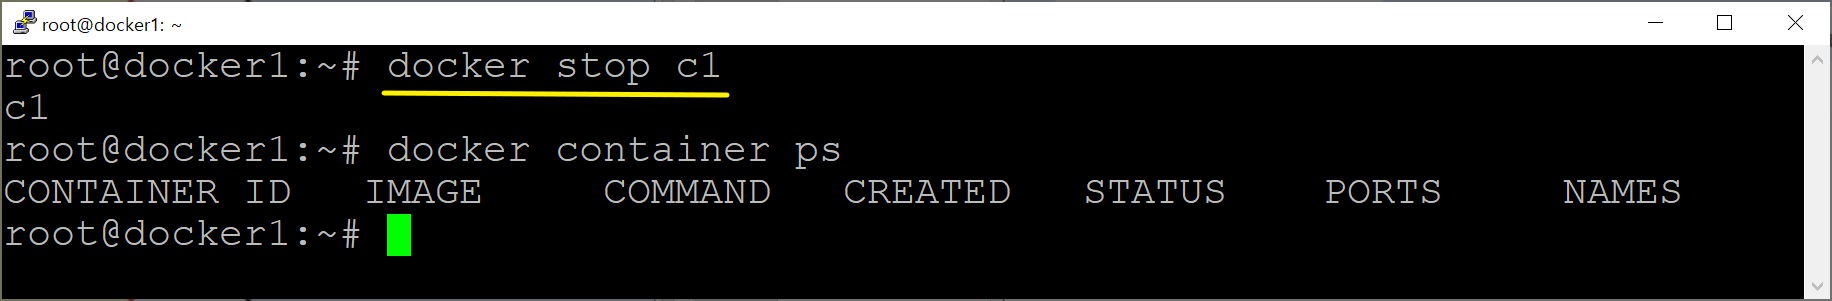 root@docker1: ~
root@docker1:~# docker stop c1
c1
root@docker1:~# docker container ps
CONTAINER ID   IMAGE     COMMAND   CREATED   STATUS    PORTS     NAMES
root@docker1:~#